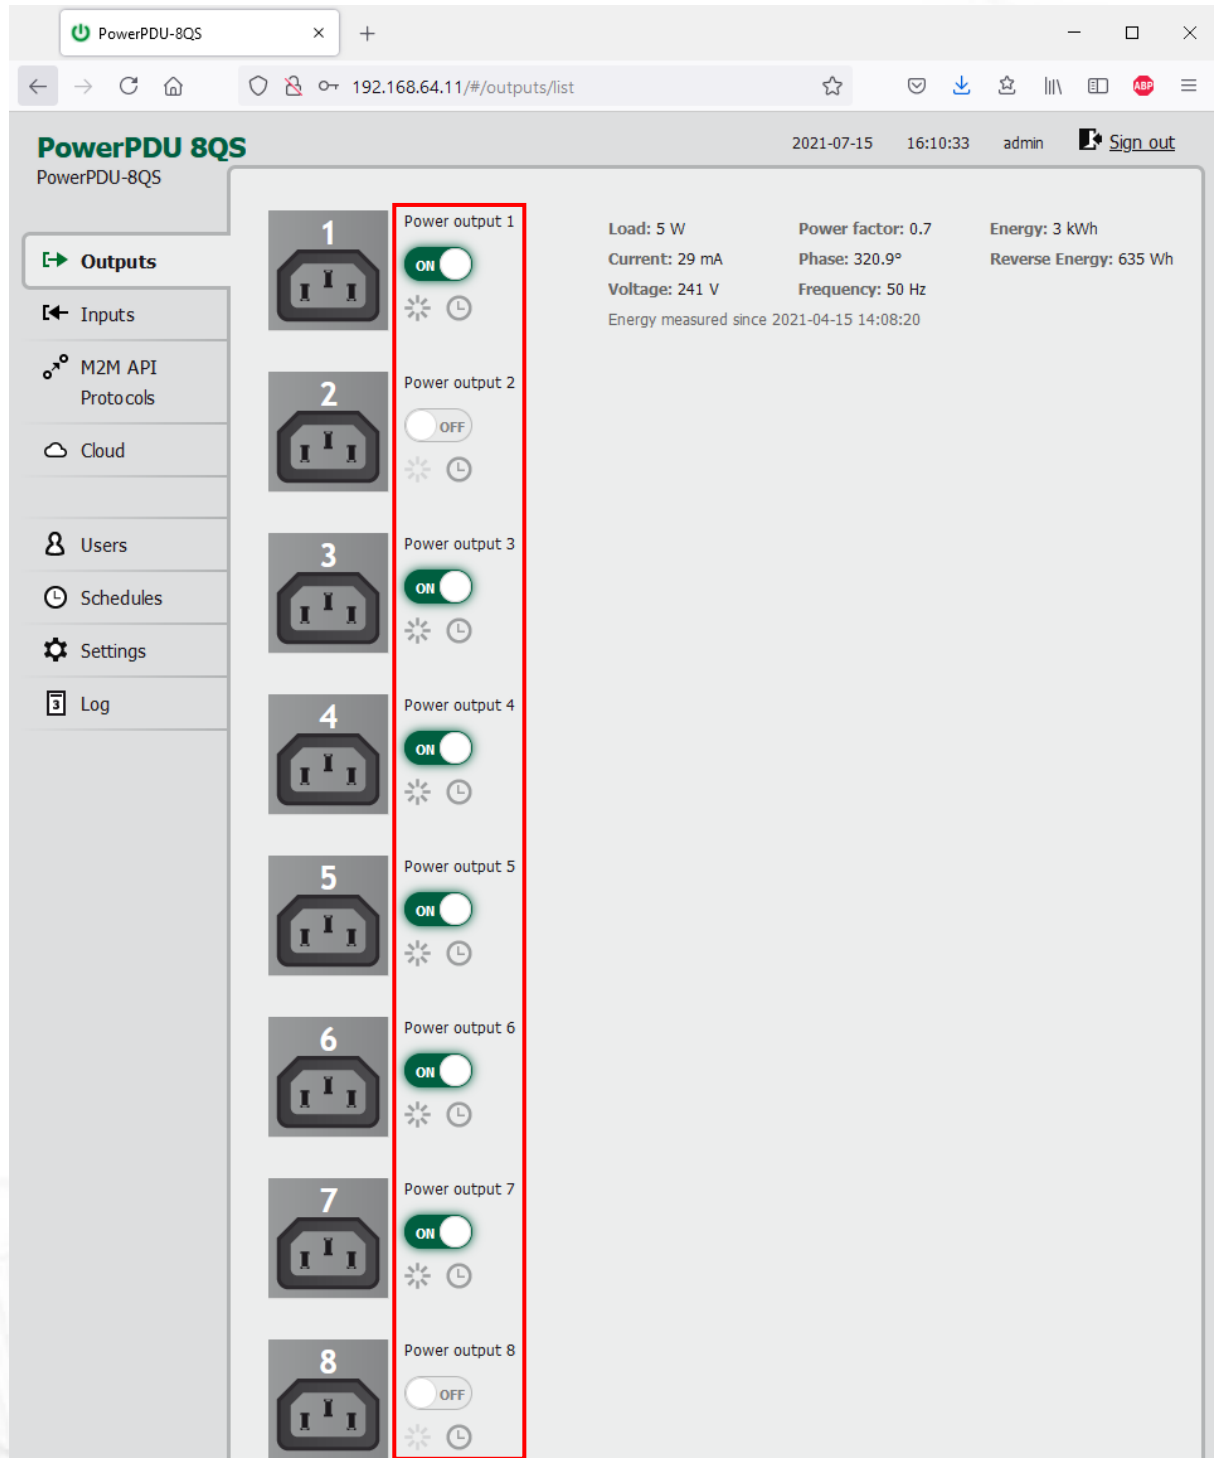 PowerPDU-8QS
192.168.64.11/#/outputs/list
ABP
PowerPDU 8QS
PowerPDU-8QS
2021-07-15 16:10:33 admin Sign out
Outputs
Inputs
M2M API
Protocols
Cloud
Users
Schedules
Settings
3 Log
1
Power output 1
ON
Load: 5 W Power factor: 0.7 Energy: 3 kWh
Current: 29 mA Phase: 320.9° Reverse Energy: 635 Wh
Voltage: 241 V Frequency: 50 Hz
Energy measured since 2021-04-15 14:08:20
2
Power output 2
OFF
3
Power output 3
ON
4
Power output 4
ON
5
Power output 5
ON
6
Power output 6
ON
7
Power output 7
ON
8
Power output 8
OFF